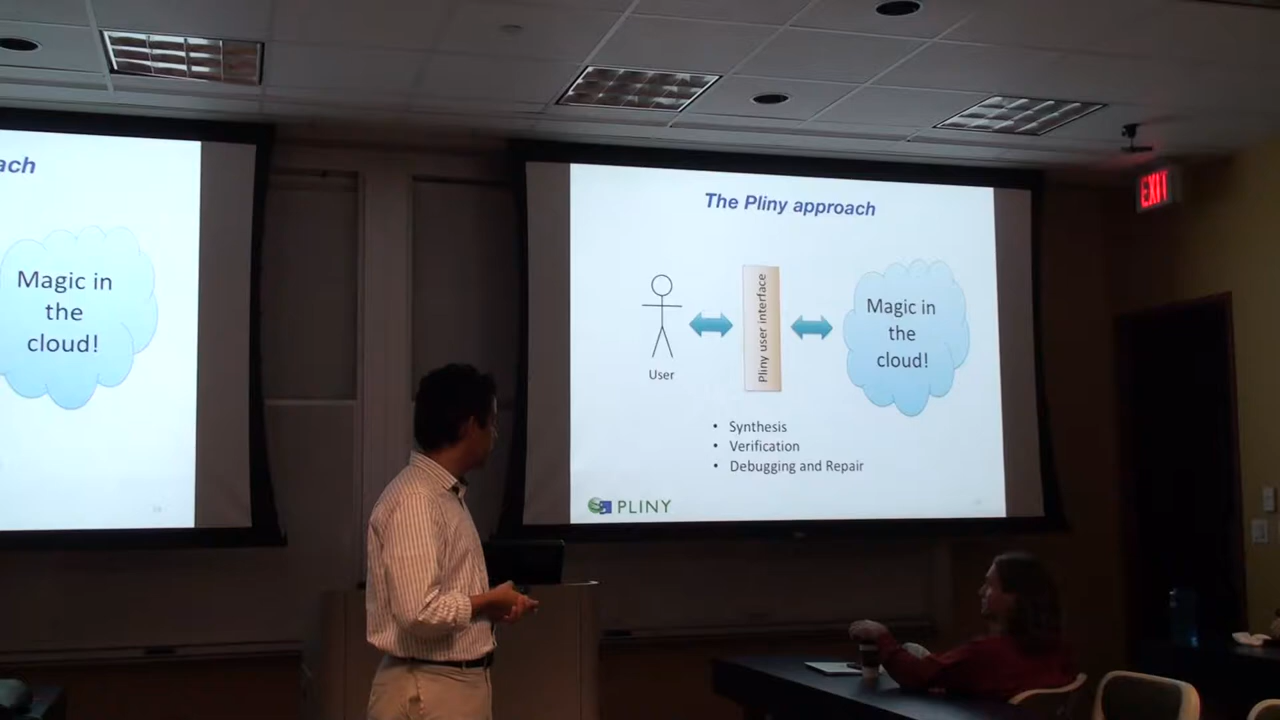 ach
Magic in
the
cloud!
The Pliny approach
User
Pliny user interface
Magic in
the
cloud!
• Synthesis
• Verification
• Debugging and Repair
PLINY
EXIT